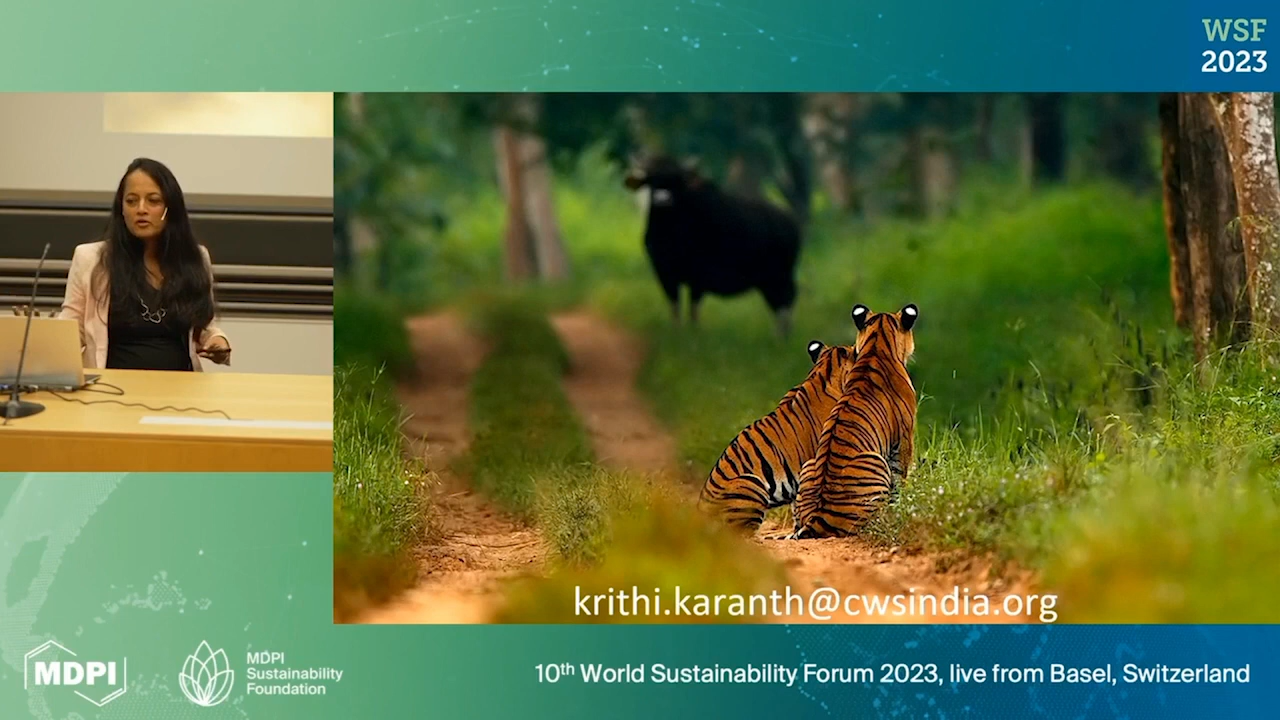 WSF
2023
krithi.karanth@cwsindia.org
MDPI
MDPI
Sustainability
Foundation
10th World Sustainability Forum 2023, live from Basel, Switzerland